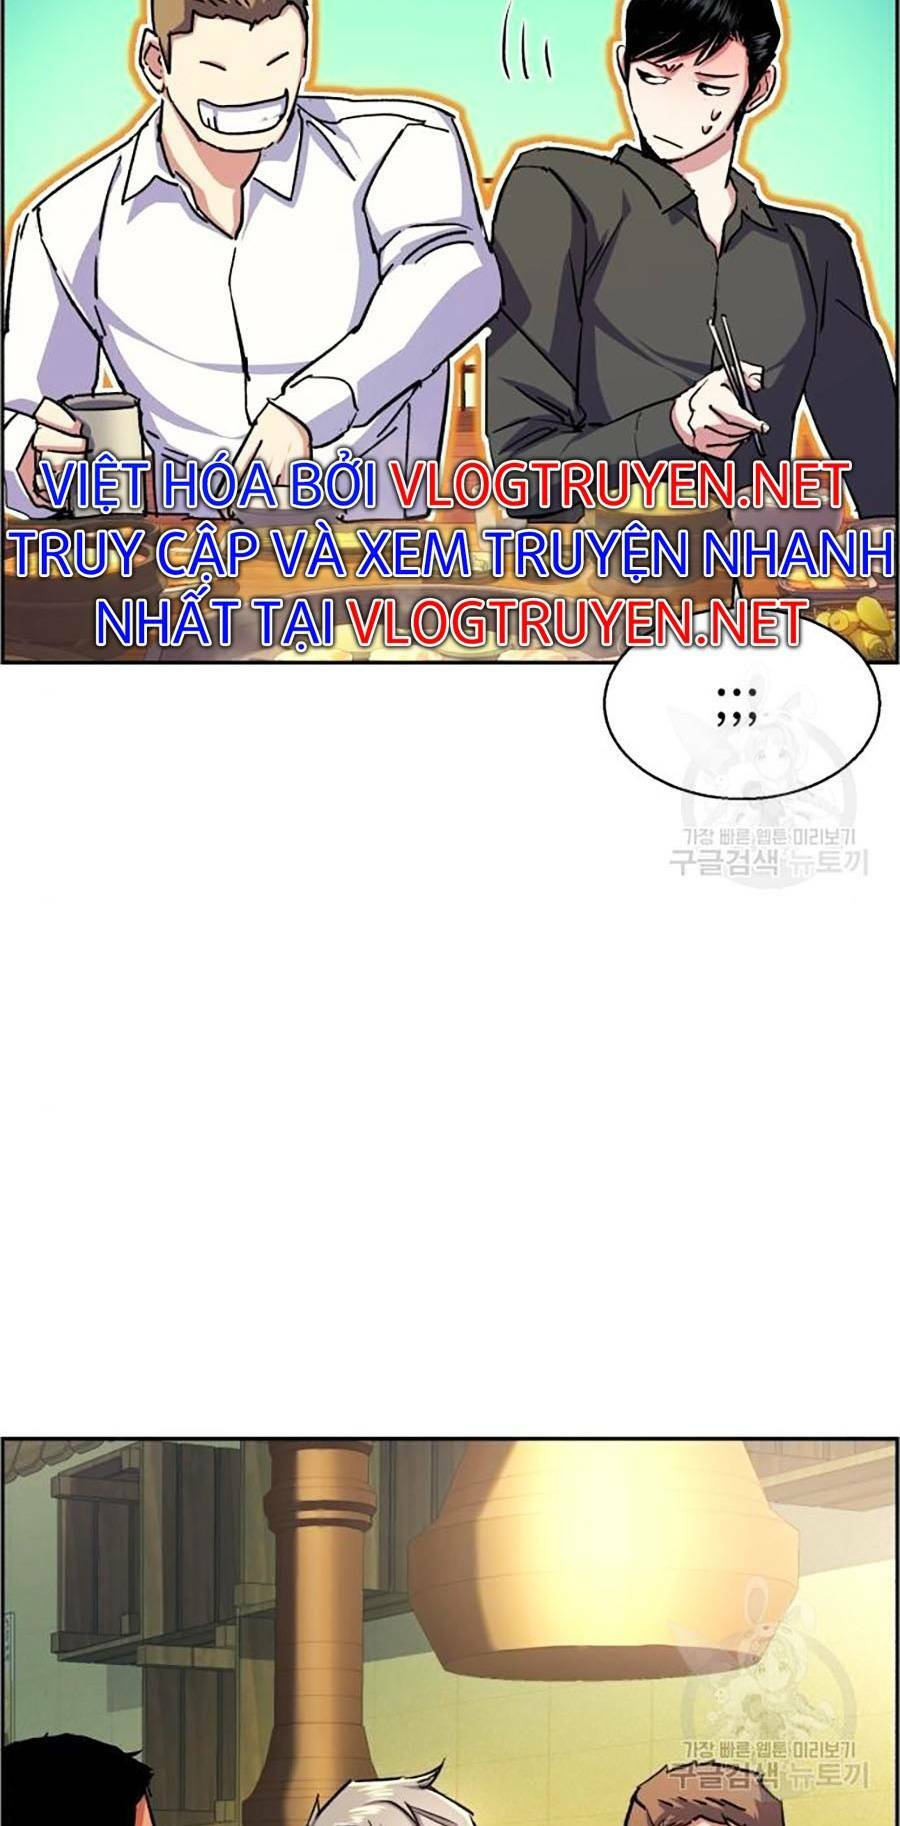 VIỆT HÓA BỞI VLOGTRUYEN.NET
TRUY CẬP VÀ XEM TRUYỆN NHANH
NHẤT TẠI VLOGTRUYEN.NET
;;;
가장 빠른 웹툰 미리보기
구글검색 뉴토끼
가장 빠른 웹툰 미리보기
구글검색 뉴토끼